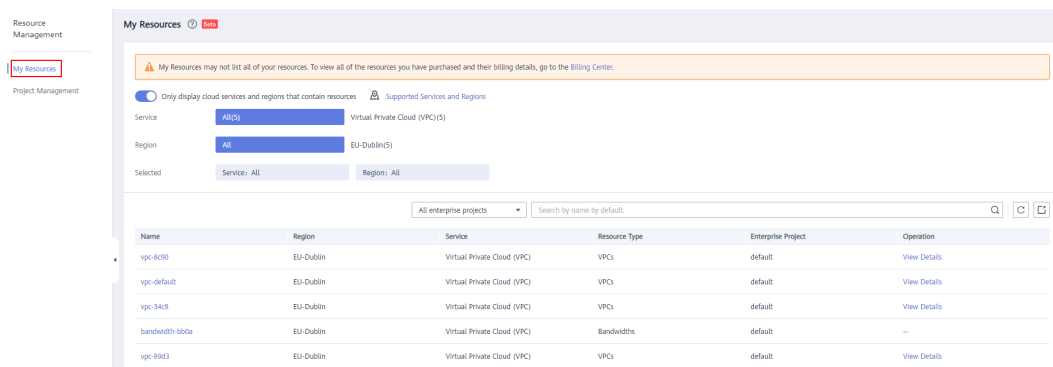 Resource
Management
My Resources
Project Management
My Resources ? Beta
My Resources may not list all of your resources. To view all of the resources you have purchased and their billing details, go to the Billing Center.
Only display cloud services and regions that contain resources Supported Services and Regions
Service All(5) Virtual Private Cloud (VPC)(5)
Region All EU-Dublin(5)
Selected Service: All Region: All
All enterprise projects Search by name by default.
Name Region Service Resource Type Enterprise Project Operation
vpc-8c90 EU-Dublin Virtual Private Cloud (VPC) VPCs default View Details
vpc-default EU-Dublin Virtual Private Cloud (VPC) VPCs default View Details
vpc-34c8 EU-Dublin Virtual Private Cloud (VPC) VPCs default View Details
bandwidth-bb0a EU-Dublin Virtual Private Cloud (VPC) Bandwidths default --
vpc-89d3 EU-Dublin Virtual Private Cloud (VPC) VPCs default View Details